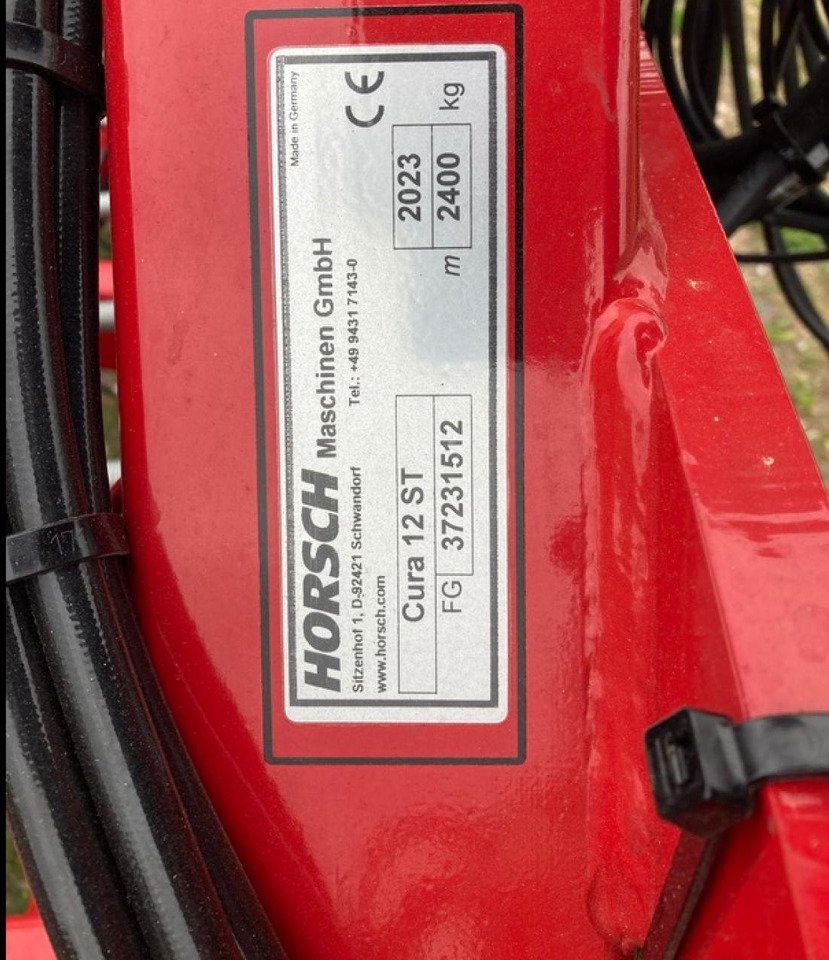 Made in Germany
HORSCH Maschinen GmbH
Sitzenhof 1, D-92421 Schwandorf Tel.: +49 9431 7143-0
www.horsch.com
CE
Cura 12 ST 2023
FG 37231512 m 2400 kg
17